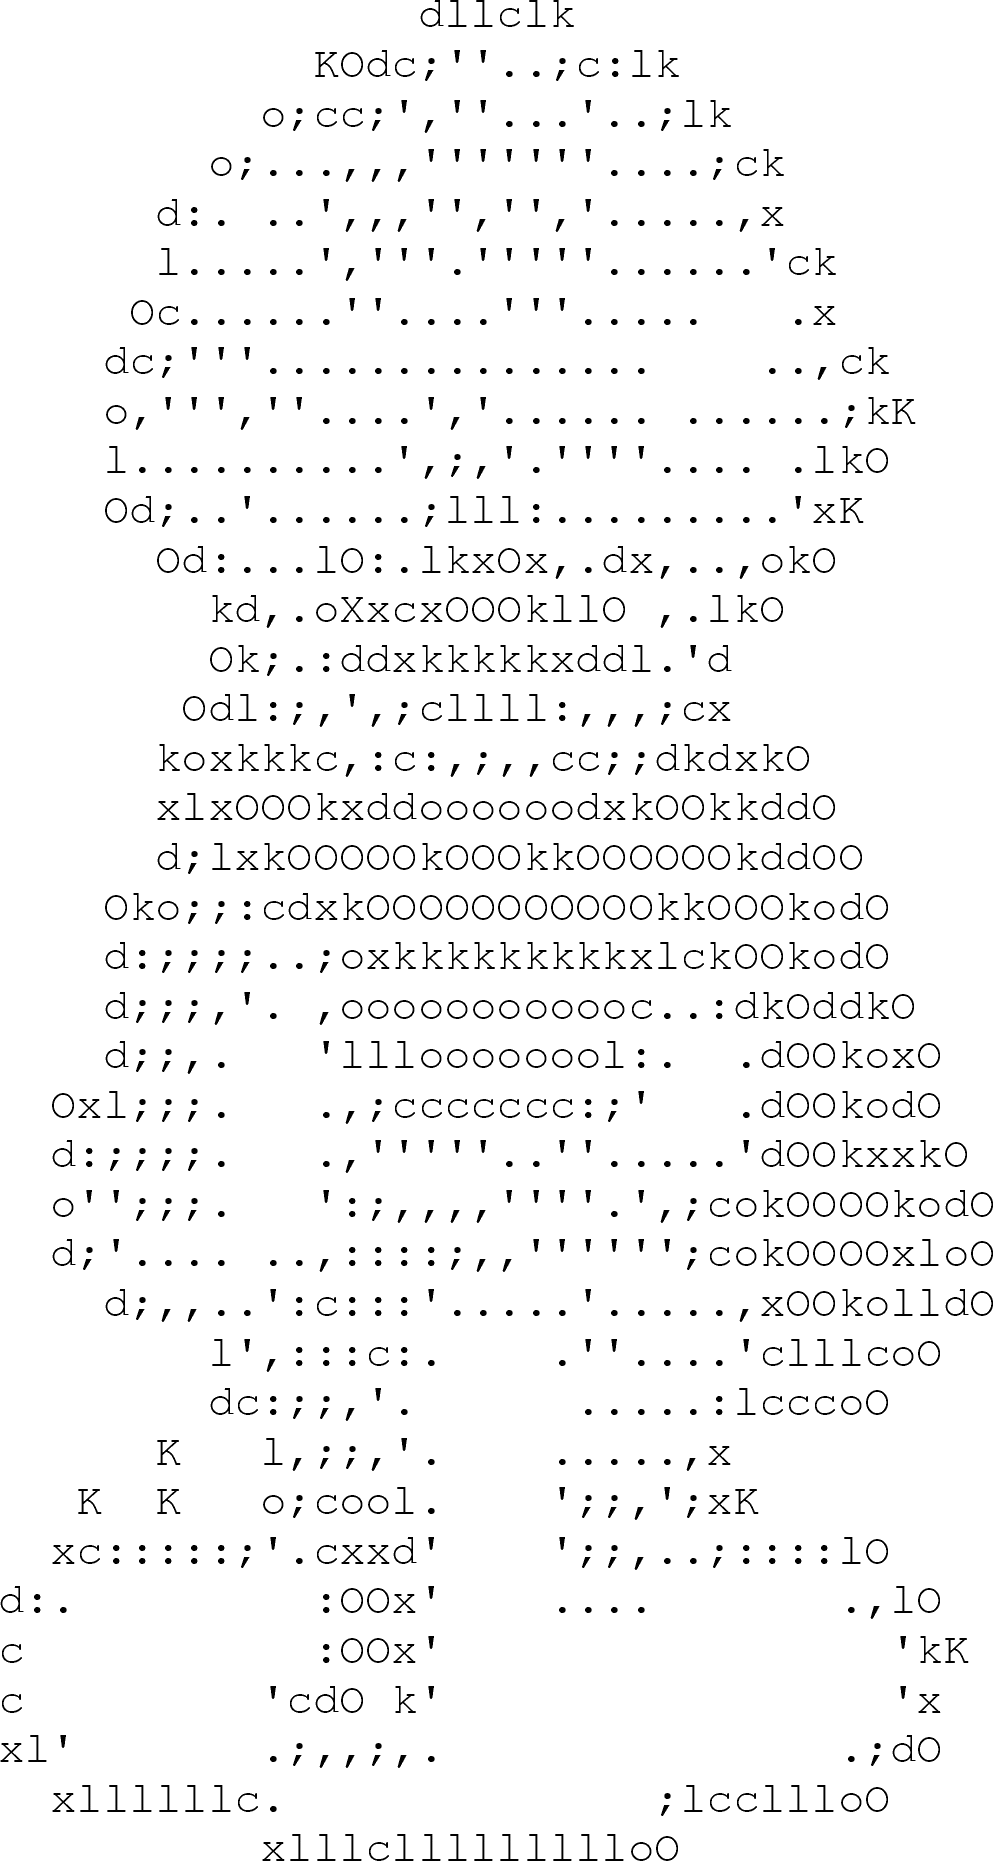 dllclk
KOdc;''..;c:lk
o;cc;',''...'..;lk
o;...,,,'''''''....;ck
d:. ..',,,'','','.....,x
l.....','''.'''''......'ck
Oc......''....'''.....   .x
dc;'''...............    ..,ck
o,''',''....','...... ......;kK
l..........',;,'.''''.... .lkO
Od;..'......;lll:.........'xK
Od:...lO:.lkxOx,.dx,..,okO
kd,.oXxcxOOOkllO ,.lkO
Ok;.:ddxkkkkkxddl.'d
Odl:;,',;cllll:,,,;cx
koxkkkc,:c:,;,,cc;;dkdxkO
xlxOOOkxddoooooodxkOOkkddO
d;lxkOOOOOkOOOkkOOOOOOkddOO
Oko;;:cdxkOOOOOOOOOOOkkOOOkodO
d:;;;;..;oxkkkkkkkkkxlckOOkodO
d;;;,'. ,oooooooooooc..:dkOddkO
d;;,.   'lllooooooool:.  .dOOkoxO
Oxl;;;.   .,;ccccccc:;'   .dOOkodO
d:;;;;.   .,'''''..''.....'dOOkxxkO
o'';;;.   ':;,,,,''''.',;cokOOOOkodO
d;'.... ..,::::;,,'''''';cokOOOOxloO
d;,,..':c:::'.....'.....,xOOkolldO
l',:::c:.    .''....'clllcoO
dc:;;,'.      .....:lcccoO
K   l,;;,'.    .....,x
K  K   o;cool.    ';;,';xK
xc:::::;'.cxxd'    ';;,..;::::lO
d:.         :OOx'    ....       .,lO
c           :OOx'                 'kK
c         'cdO k'                 'x
xl'       .;,,;,.               .;dO
xllllllc.              ;lccllloO
xlllcllllllllloO